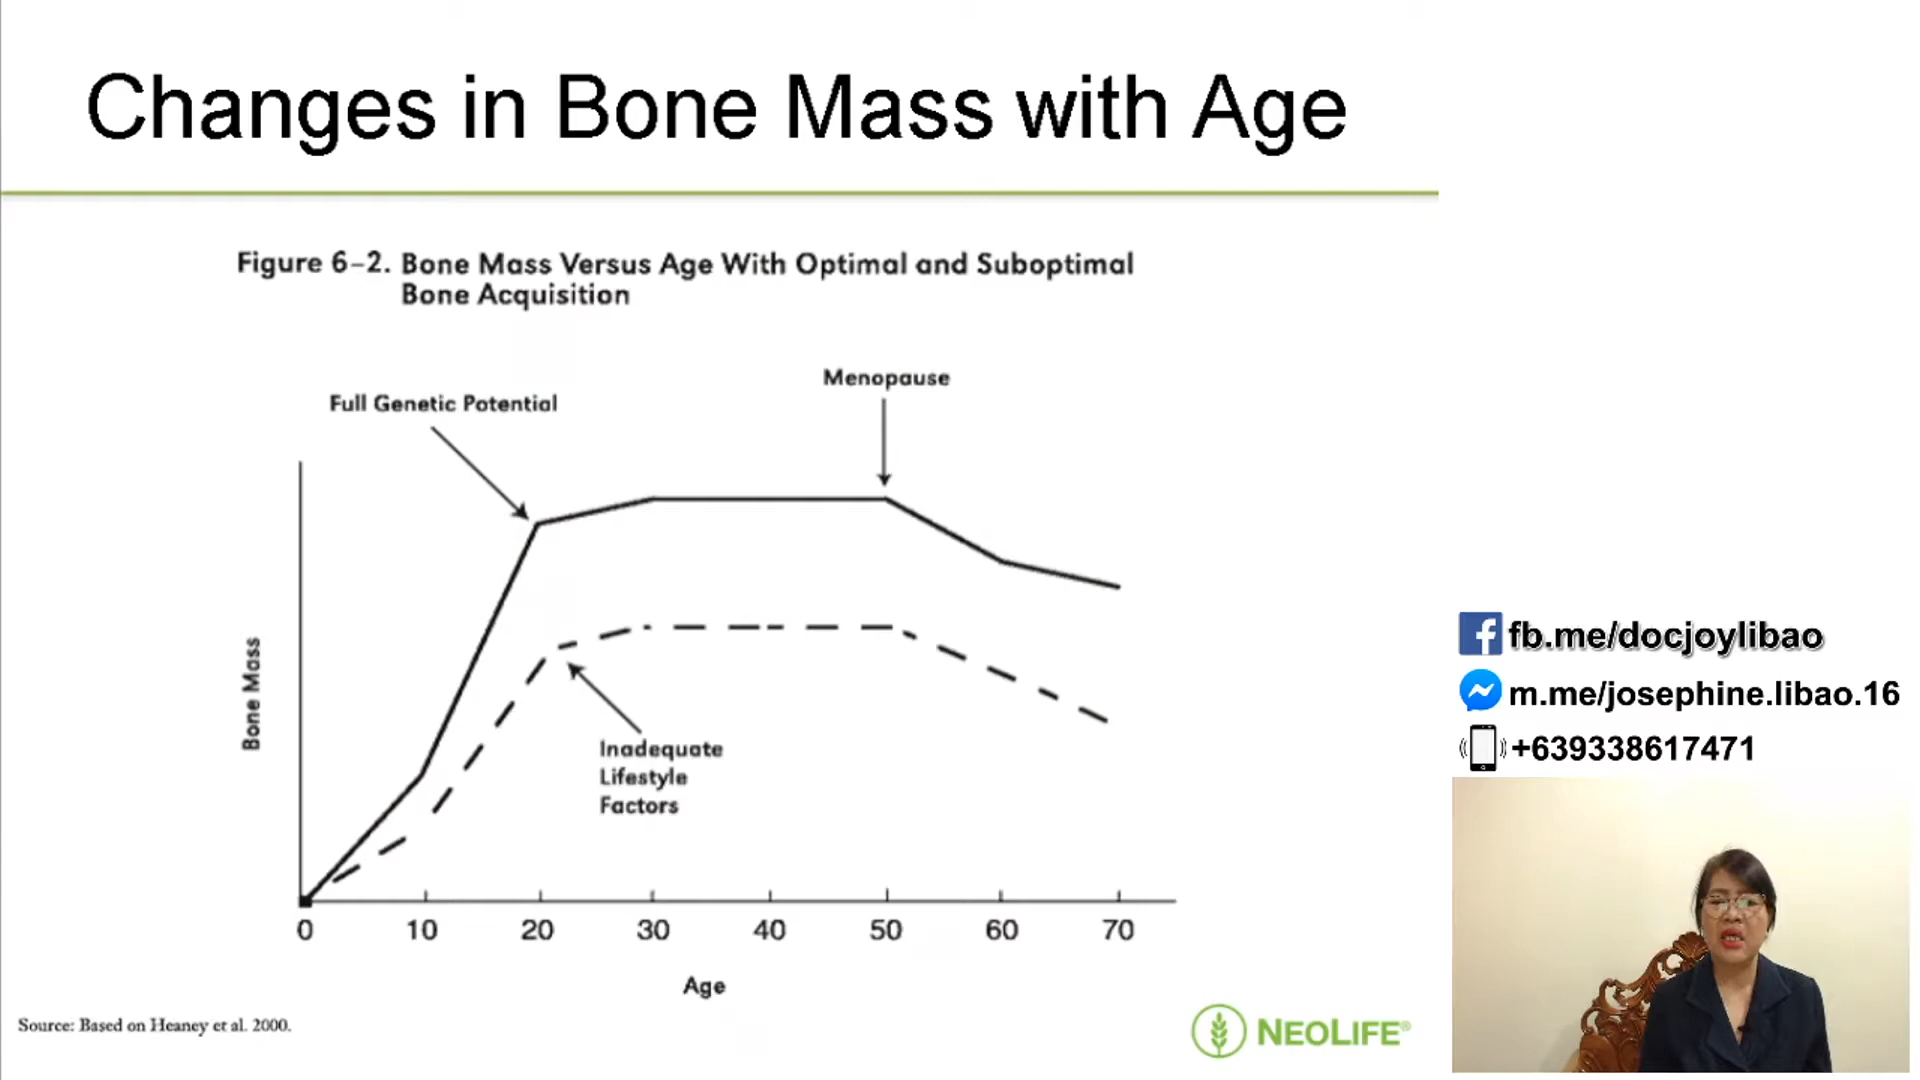 Changes in Bone Mass with Age
Figure 6-2. Bone Mass Versus Age With Optimal and Suboptimal
Bone Acquisition
Menopause
Full Genetic Potential
Bone Mass
Inadequate
Lifestyle
Factors
0 10 20 30 40 50 60 70
Age
Source: Based on Heaney et al. 2000.
NEOLIFE®
fb.me/docjoylibao
m.me/josephine.libao.16
+639338617471